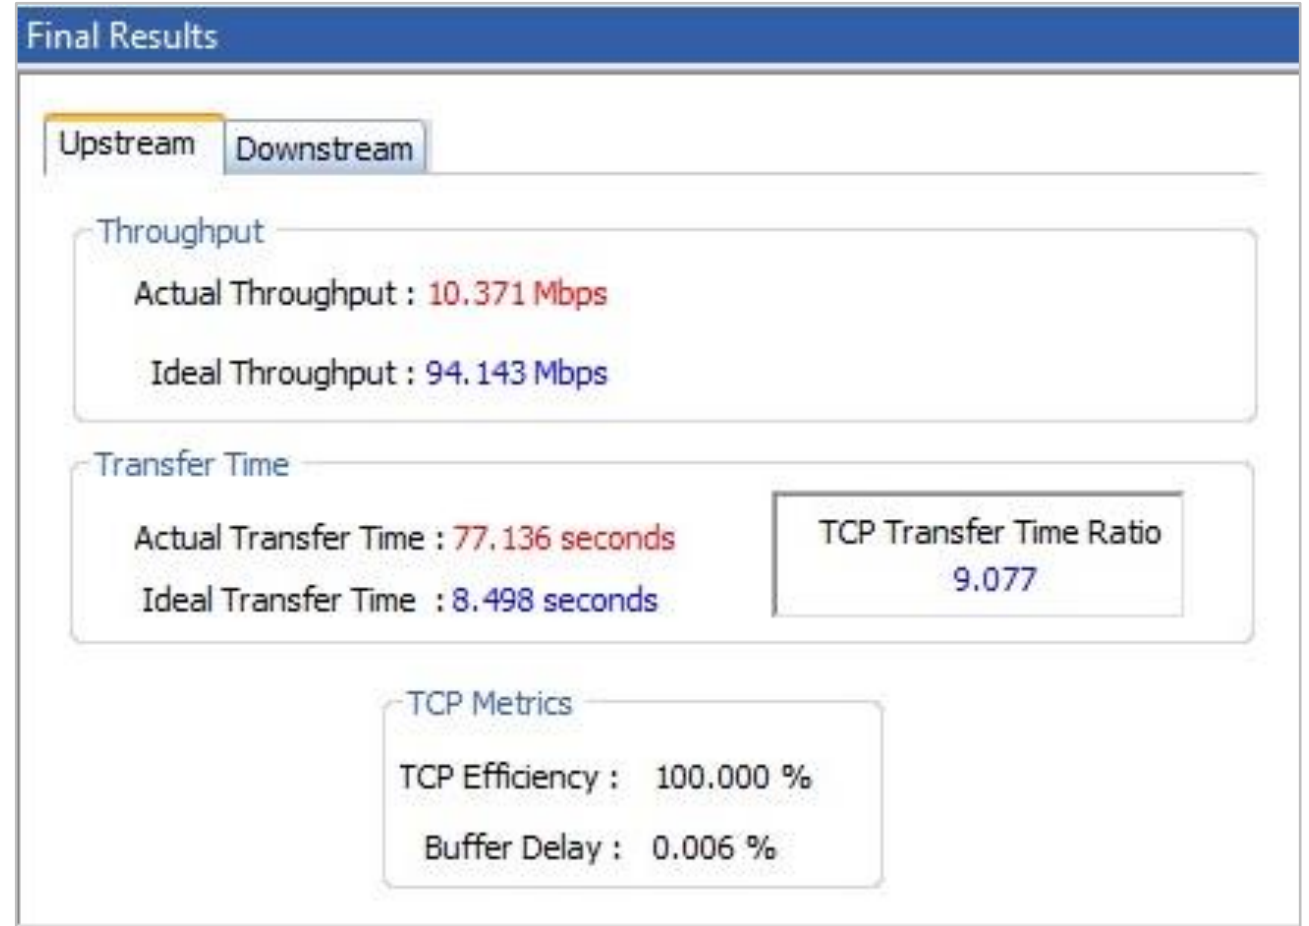 Final Results
Upstream
Downstream
Throughput
Actual Throughput : 10.371 Mbps
Ideal Throughput : 94.143 Mbps
Transfer Time
Actual Transfer Time : 77.136 seconds
Ideal Transfer Time : 8.498 seconds
TCP Transfer Time Ratio
9.077
TCP Metrics
TCP Efficiency : 100.000 %
Buffer Delay : 0.006 %